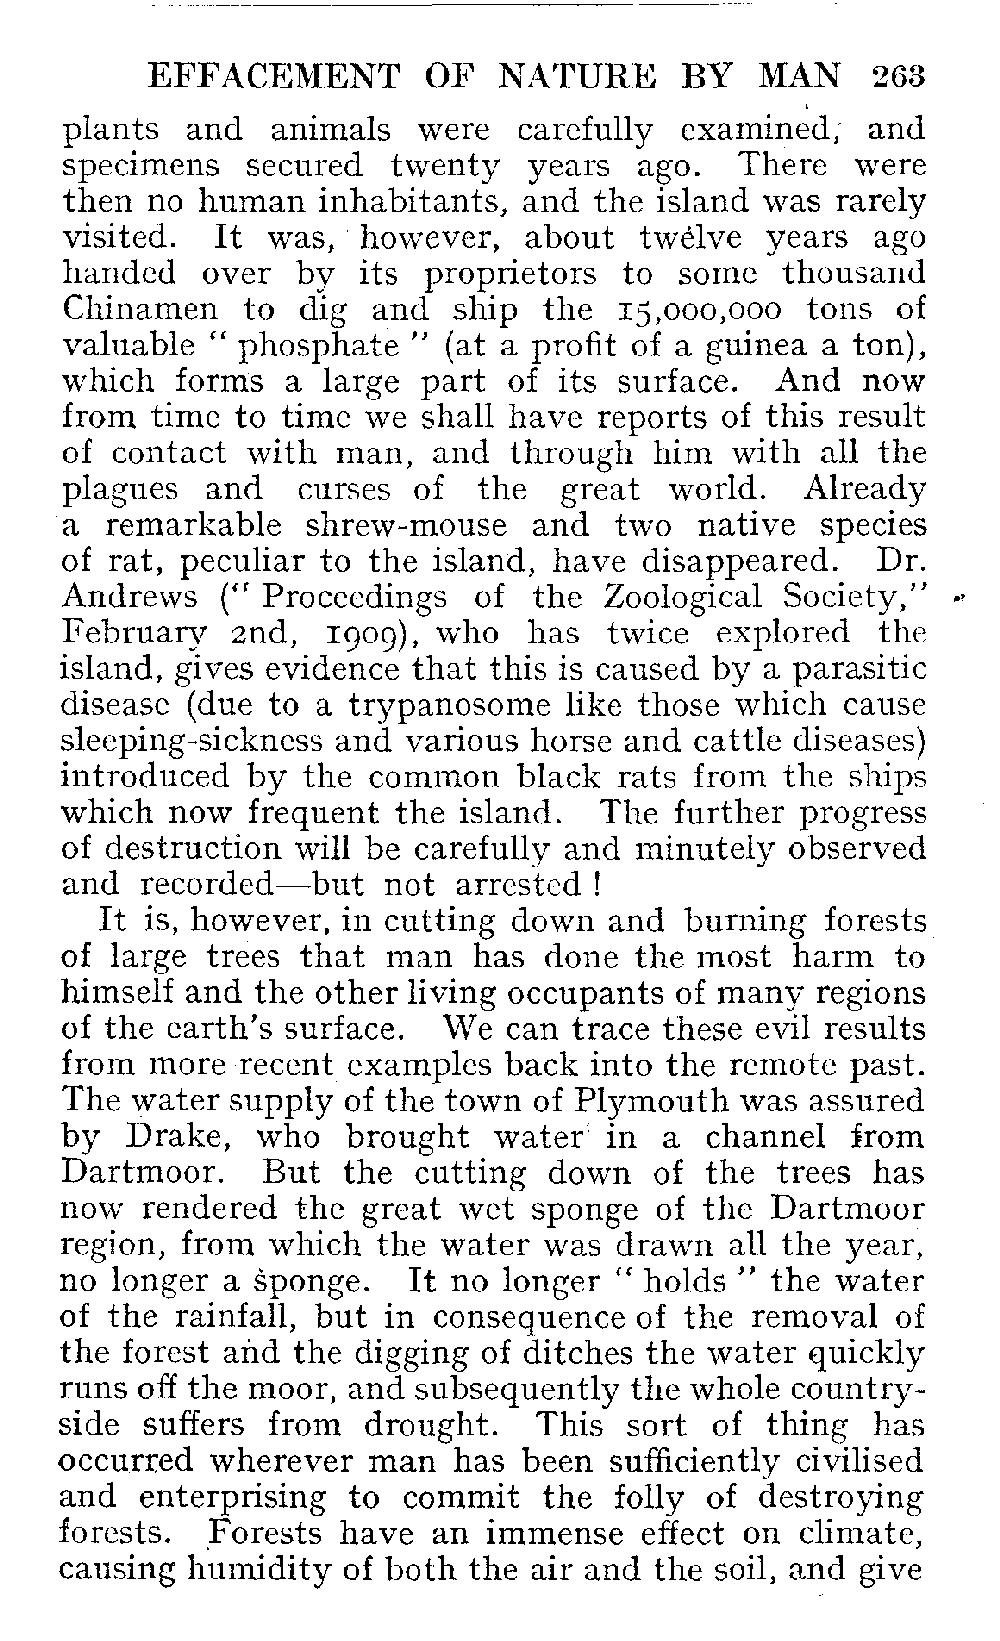 EFFACEMENT OF NATURE BY MAN 263
plants and animals were carefully examined, and
specimens secured twenty years ago. There were
then no human inhabitants, and the island was rarely
visited. It was, however, about twelve years ago
handed over by its proprietors to some thousand
Chinamen to dig and ship the 15,000,000 tons of
valuable " phosphate " (at a profit of a guinea a ton),
which forms a large part of its surface. And now
from time to time we shall have reports of this result
of contact with man, and through him with all the
plagues and curses of the great world. Already
a remarkable shrew-mouse and two native species
of rat, peculiar to the island, have disappeared. Dr.
Andrews (" Proceedings of the Zoological Society,"
February 2nd, 1909), who has twice explored the
island, gives evidence that this is caused by a parasitic
disease (due to a trypanosome like those which cause
sleeping-sickness and various horse and cattle diseases)
introduced by the common black rats from the ships
which now frequent the island. The further progress
of destruction will be carefully and minutely observed
and recorded—but not arrested !
It is, however, in cutting down and burning forests
of large trees that man has done the most harm to
himself and the other living occupants of many regions
of the earth's surface. We can trace these evil results
from more recent examples back into the remote past.
The water supply of the town of Plymouth was assured
by Drake, who brought water in a channel from
Dartmoor. But the cutting down of the trees has
now rendered the great wet sponge of the Dartmoor
region, from which the water was drawn all the year,
no longer a sponge. It no longer " holds " the water
of the rainfall, but in consequence of the removal of
the forest and the digging of ditches the water quickly
runs off the moor, and subsequently the whole country-
side suffers from drought. This sort of thing has
occurred wherever man has been sufficiently civilised
and enterprising to commit the folly of destroying
forests. Forests have an immense effect on climate,
causing humidity of both the air and the soil, and give